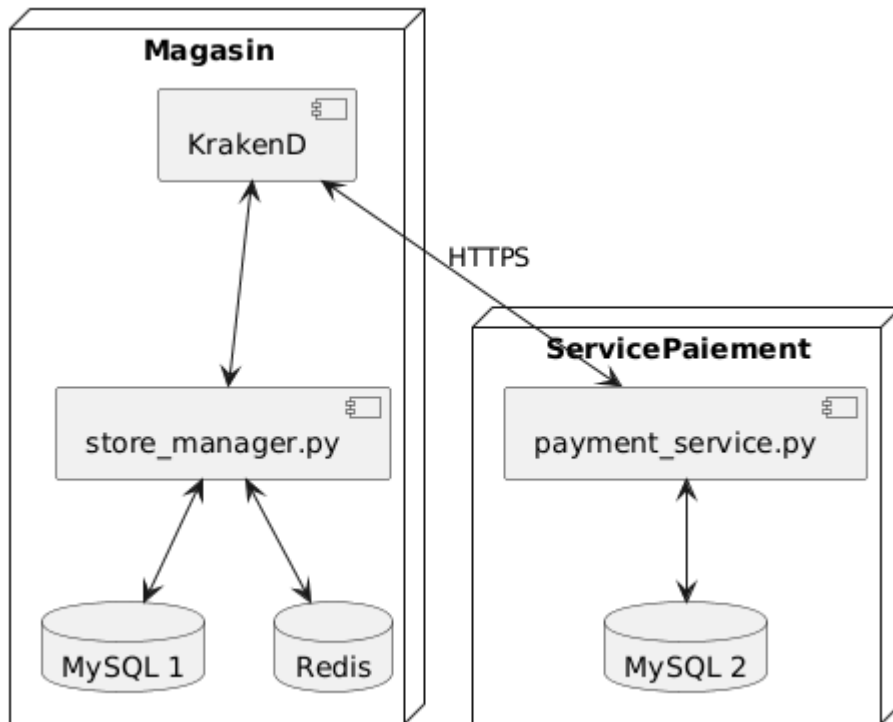 Magasin
KrakenD
HTTPS
ServicePaiement
store_manager.py
payment_service.py
MySQL 1
Redis
MySQL 2